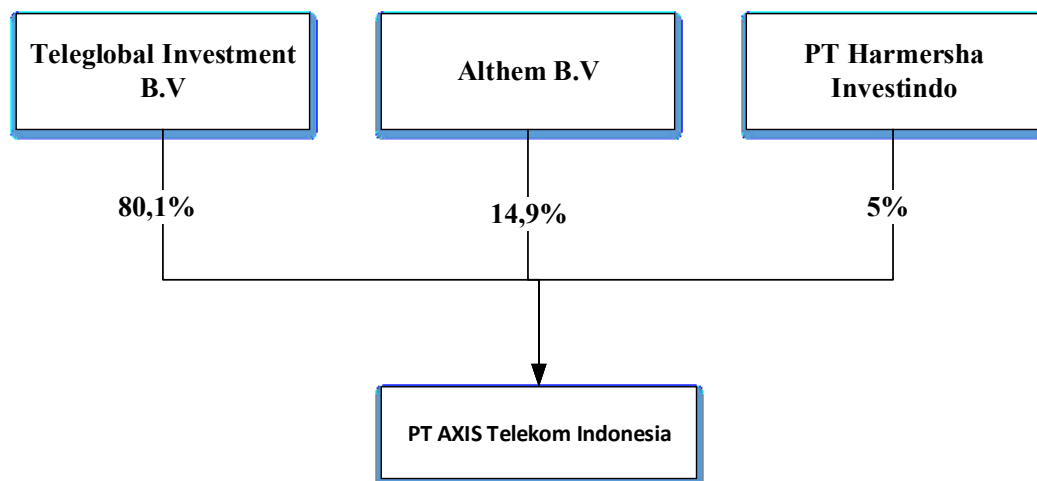 Teleglobal Investment
B.V
Althem B.V
PT Harmersha
Investindo
80,1%
14,9%
5%
PT AXIS Telekom Indonesia